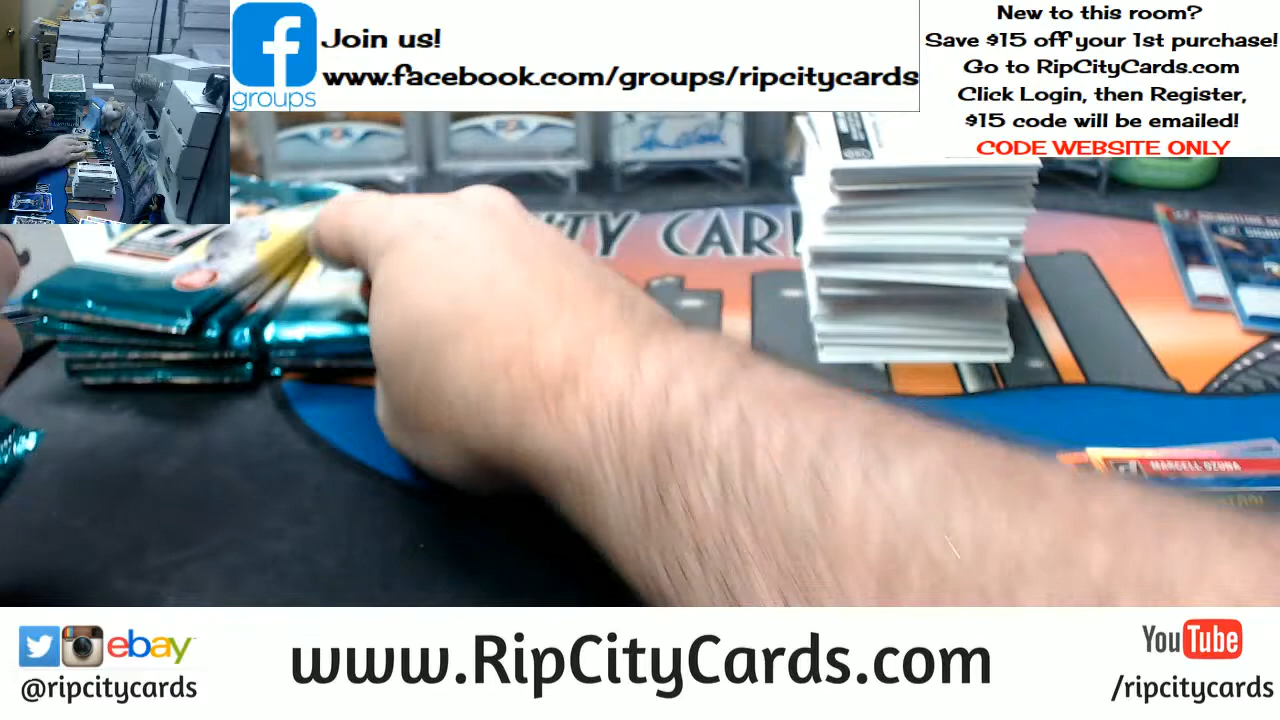 Join us!
www.facebook.com/groups/ripcitycards
groups
New to this room?
Save $15 off your 1st purchase!
Go to RipCityCards.com
Click Login, then Register,
$15 code will be emailed!
CODE WEBSITE ONLY
CITY CAR
MARCELL OZUNA
ebay
@ripcitycards
www.RipCityCards.com
YouTube
/ripcitycards